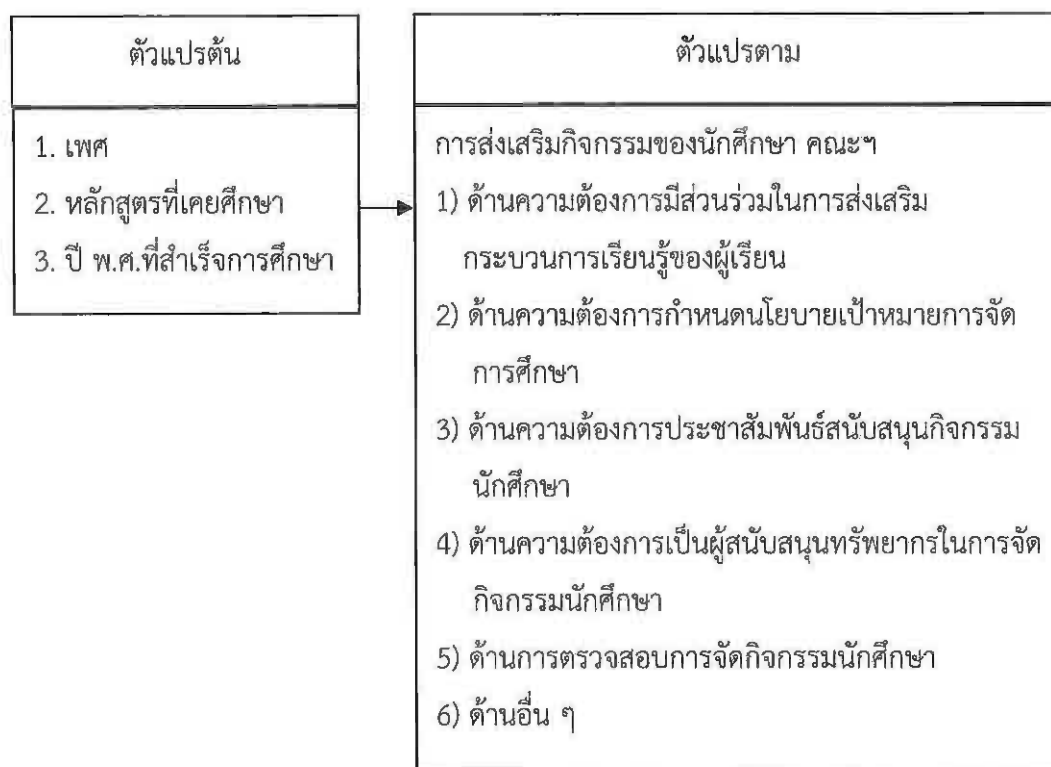 ตัวแปรต้น
1. เพศ
2. หลักสูตรที่เคยศึกษา
3. ปี พ.ศ.ที่สำเร็จการศึกษา
ตัวแปรตาม
การส่งเสริมกิจกรรมของนักศึกษา คณะฯ
1) ด้านความต้องการมีส่วนร่วมในการส่งเสริม
กระบวนการเรียนรู้ของผู้เรียน
2) ด้านความต้องการกำหนดนโยบายเป้าหมายการจัด
การศึกษา
3) ด้านความต้องการประชาสัมพันธ์สนับสนุนกิจกรรม
นักศึกษา
4) ด้านความต้องการเป็นผู้สนับสนุนทรัพยากรในการจัด
กิจกรรมนักศึกษา
5) ด้านการตรวจสอบการจัดกิจกรรมนักศึกษา
6) ด้านอื่น ๆ